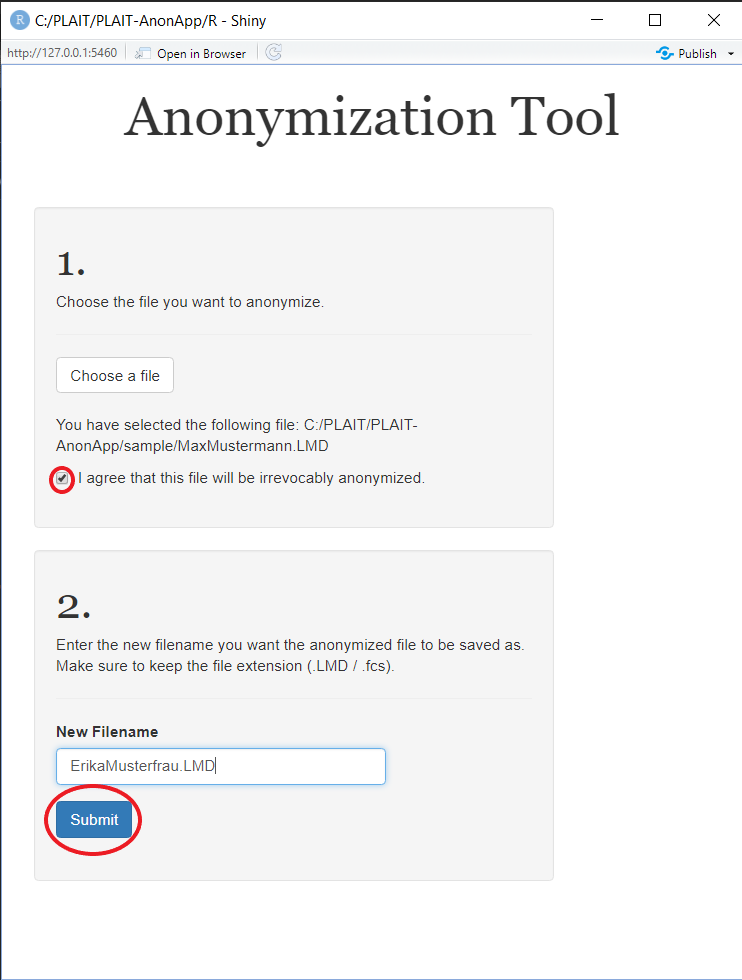 R C:/PLAIT/PLAIT-AnonApp/R - Shiny
http://127.0.0.1:5460 Open in Browser Publish
Anonymization Tool
1.
Choose the file you want to anonymize.
Choose a file
You have selected the following file: C:/PLAIT/PLAIT-
AnonApp/sample/MaxMustermann.LMD
I agree that this file will be irrevocably anonymized.
2.
Enter the new filename you want the anonymized file to be saved as.
Make sure to keep the file extension (.LMD / .fcs).
New Filename
ErikaMusterfrau.LMD
Submit